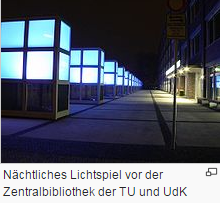 Nächtliches Lichtspiel vor der
Zentralbibliothek der TU und UdK